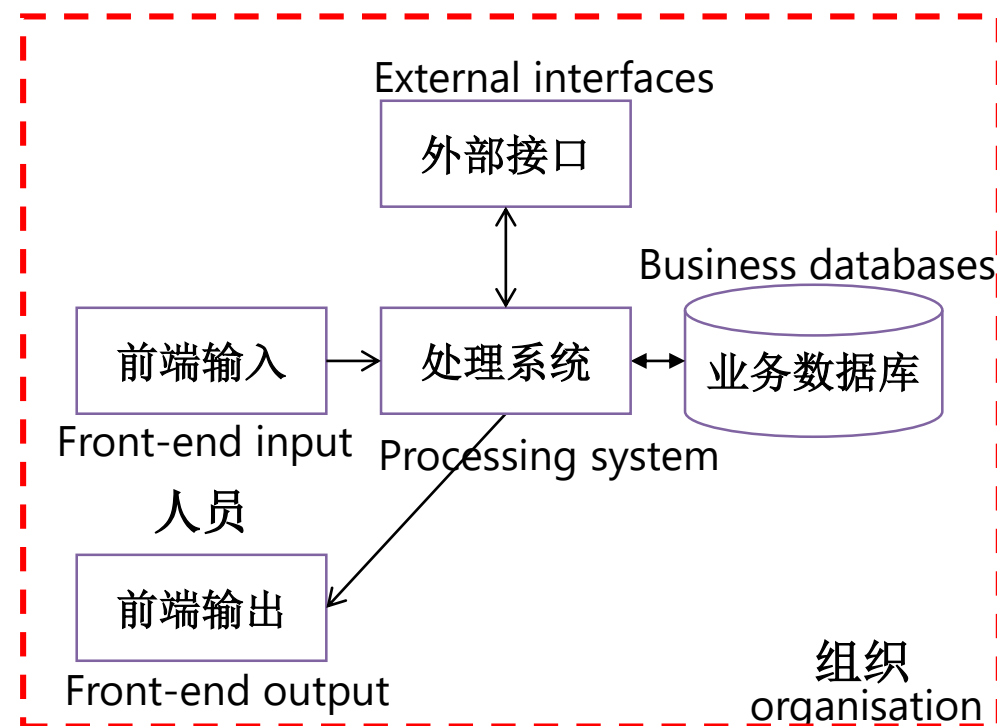 External interfaces
外部接口
Business databases
前端输入
处理系统
业务数据库
Front-end input
Processing system
人员
前端输出
组织
Front-end output
organisation